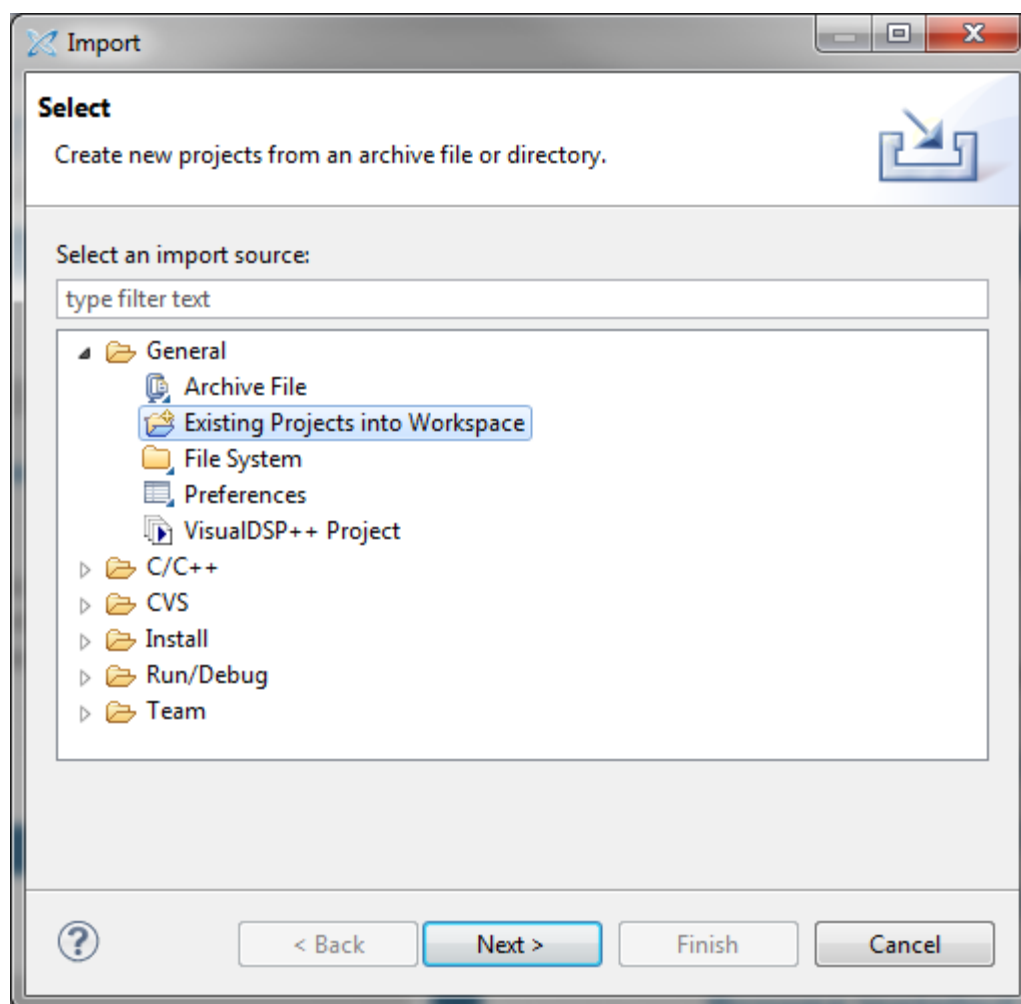 Import
Select
Create new projects from an archive file or directory.
Select an import source:
type filter text
General
Archive File
Existing Projects into Workspace
File System
Preferences
VisualDSP++ Project
C/C++
CVS
Install
Run/Debug
Team
? < Back Next > Finish Cancel